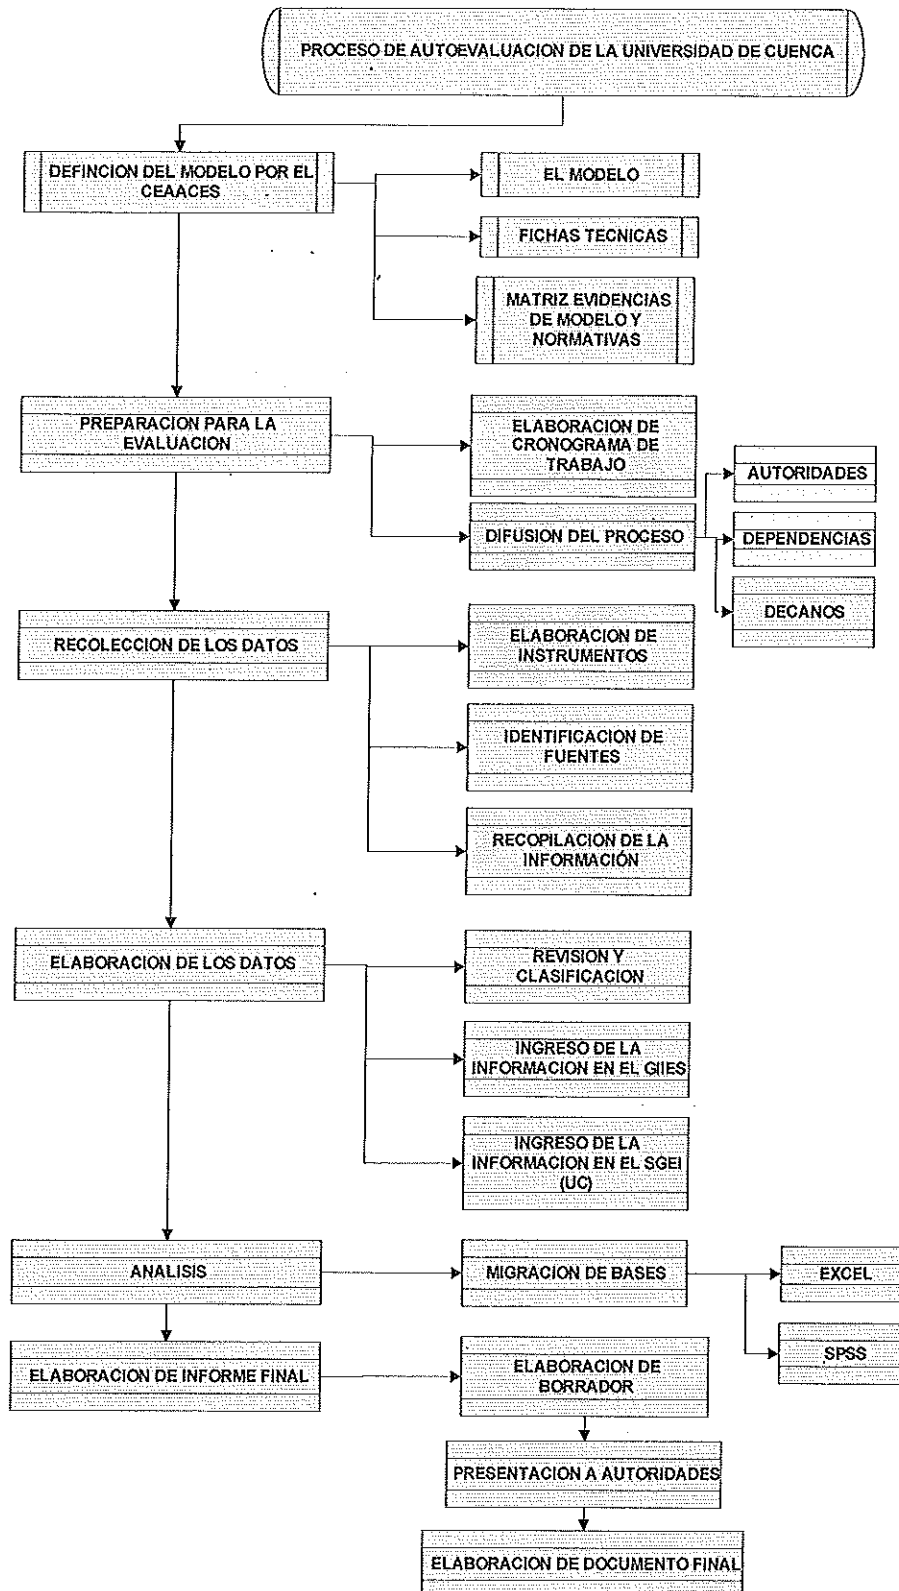 PROCESO DE AUTOEVALUACION DE LA UNIVERSIDAD DE CUENCA
DEFINCION DEL MODELO POR EL
CEAACES
EL MODELO
FICHAS TECNICAS
MATRIZ EVIDENCIAS
DE MODELO Y
NORMATIVAS
PREPARACION PARA LA
EVALUACION
ELABORACION DE
CRONOGRAMA DE
TRABAJO
DIFUSION DEL PROCESO
AUTORIDADES
DEPENDENCIAS
DECANOS
RECOLECCION DE LOS DATOS
ELABORACION DE
INSTRUMENTOS
IDENTIFICACION DE
FUENTES
RECOPILACION DE LA
INFORMACIÓN
ELABORACION DE LOS DATOS
REVISION Y
CLASIFICACION
INGRESO DE LA
INFORMACION EN EL GIIES
INGRESO DE LA
INFORMACION EN EL SGEI
(UC)
ANALISIS
MIGRACION DE BASES
EXCEL
SPSS
ELABORACION DE INFORME FINAL
ELABORACION DE
BORRADOR
PRESENTACION A AUTORIDADES
ELABORACION DE DOCUMENTO FINAL